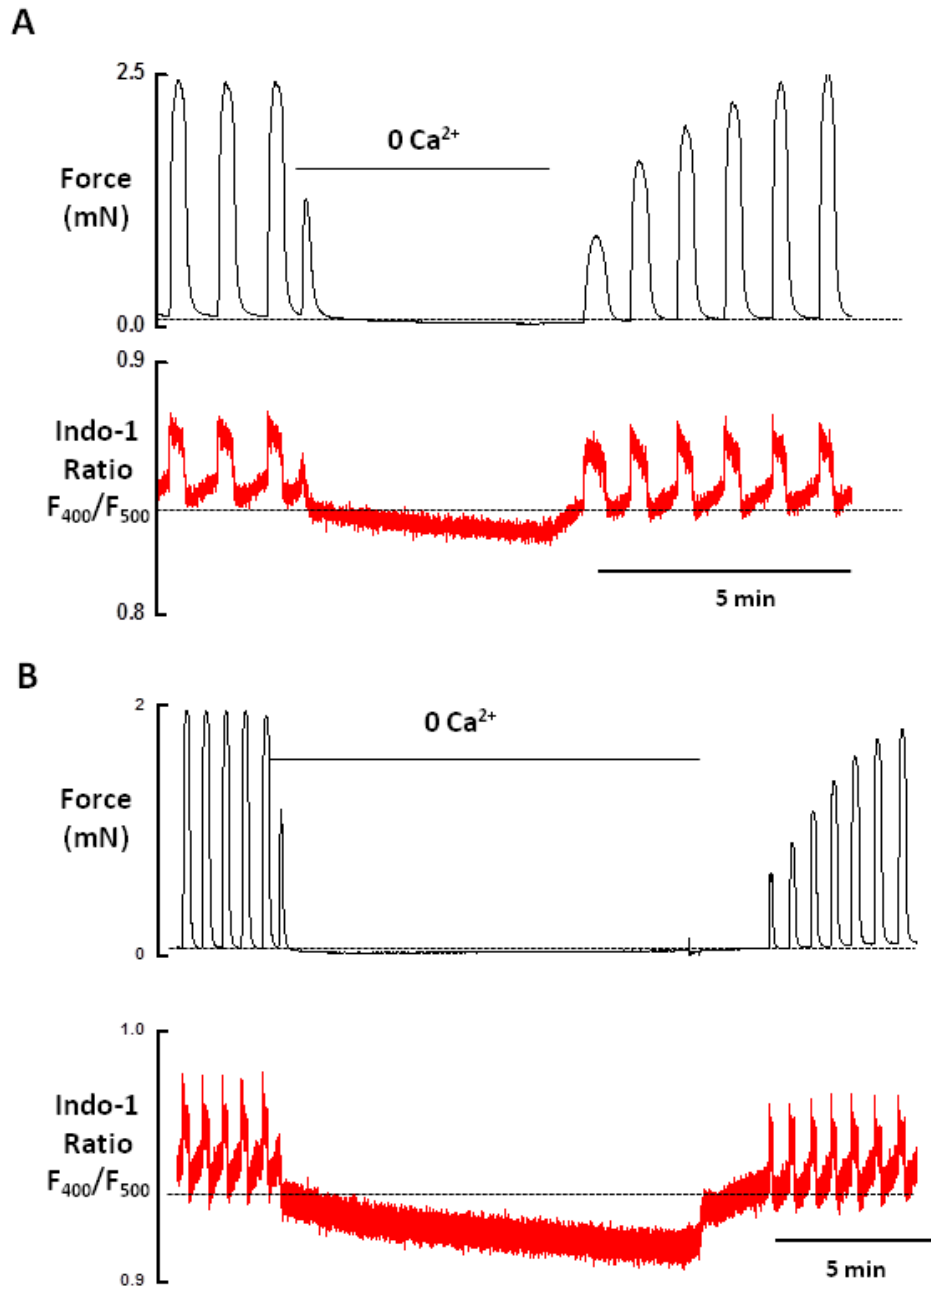 A
2.5
0 Ca²⁺
Force
(mN)
0.0
0.9
Indo-1
Ratio
F₄₀₀/F₅₀₀
0.8
5 min
B
2
0 Ca²⁺
Force
(mN)
0
1.0
Indo-1
Ratio
F₄₀₀/F₅₀₀
0.9
5 min